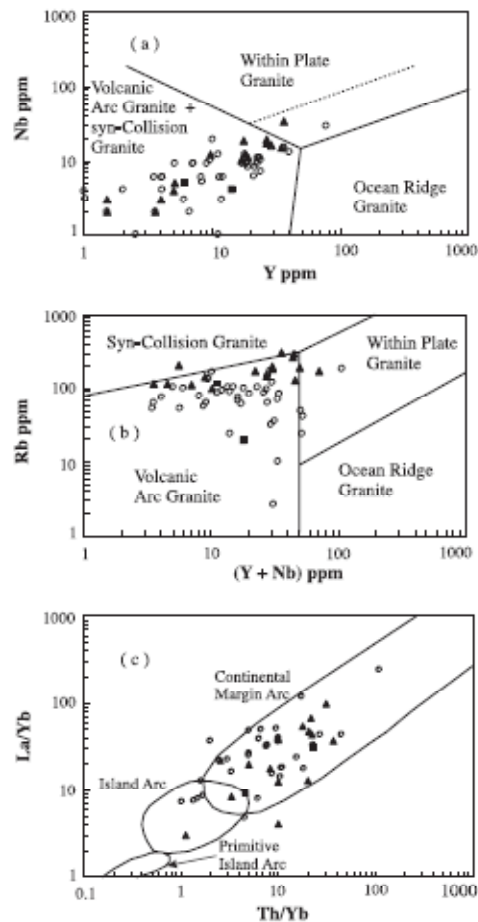 ( a )
Within Plate
Granite
Volcanic
Arc Granite +
syn-Collision
Granite
Ocean Ridge
Granite
Nb ppm
1000
100
10
1
1
10
100
1000
Y ppm
Syn-Collision Granite
Within Plate
Granite
( b )
Volcanic
Arc Granite
Ocean Ridge
Granite
Rb ppm
1000
100
10
1
1
10
100
1000
(Y + Nb) ppm
( c )
Continental
Margin Arc
Island Arc
Primitive
Island Arc
La/Yb
1000
100
10
1
0.1
1
10
100
1000
Th/Yb